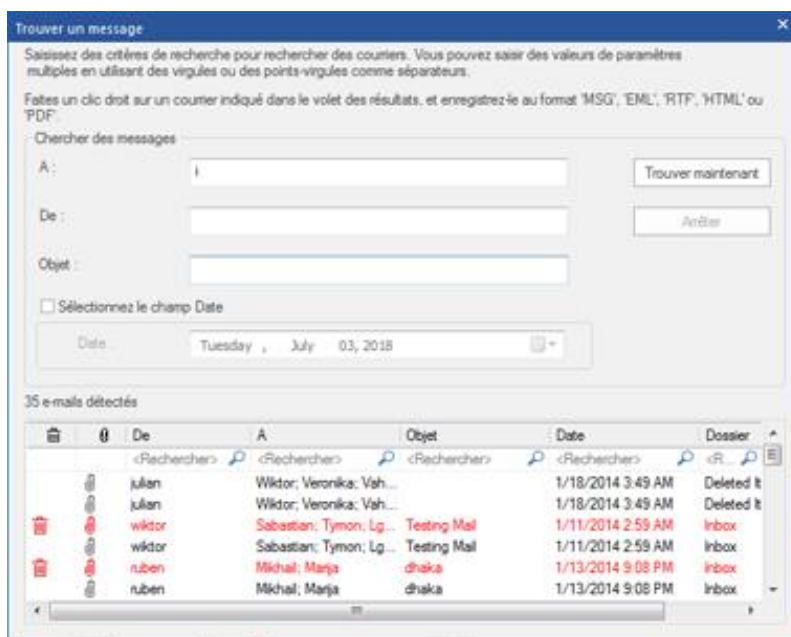 Trouver un message
Saisissez des critères de recherche pour rechercher des courriers. Vous pouvez saisir des valeurs de paramètres
multiples en utilisant des virgules ou des points-virgules comme séparateurs.
Faites un clic droit sur un courrier indiqué dans le volet des résultats, et enregistrez-le au format 'MSG', 'EML', 'RTF', 'HTML' ou
'PDF'.
Chercher des messages
A :
i
Trouver maintenant
De :
Arrêter
Objet :
Sélectionnez le champ Date
Date
Tuesday , July 03, 2018
35 e-mails détectés
De A Objet Date Dossier
<Rechercher> <Rechercher> <Rechercher> <Rechercher> <R...
julian Wiktor; Veronika; Vah... 1/18/2014 3:49 AM Deleted It
julian Wiktor; Veronika; Vah... 1/18/2014 3:49 AM Deleted It
wiktor Sabastian; Tymon; Lg... Testing Mail 1/11/2014 2:59 AM Inbox
wiktor Sabastian; Tymon; Lg... Testing Mail 1/11/2014 2:59 AM Inbox
ruben Mikhail; Marija dhaka 1/13/2014 9:08 PM Inbox
ruben Mikhail; Marija dhaka 1/13/2014 9:08 PM Inbox